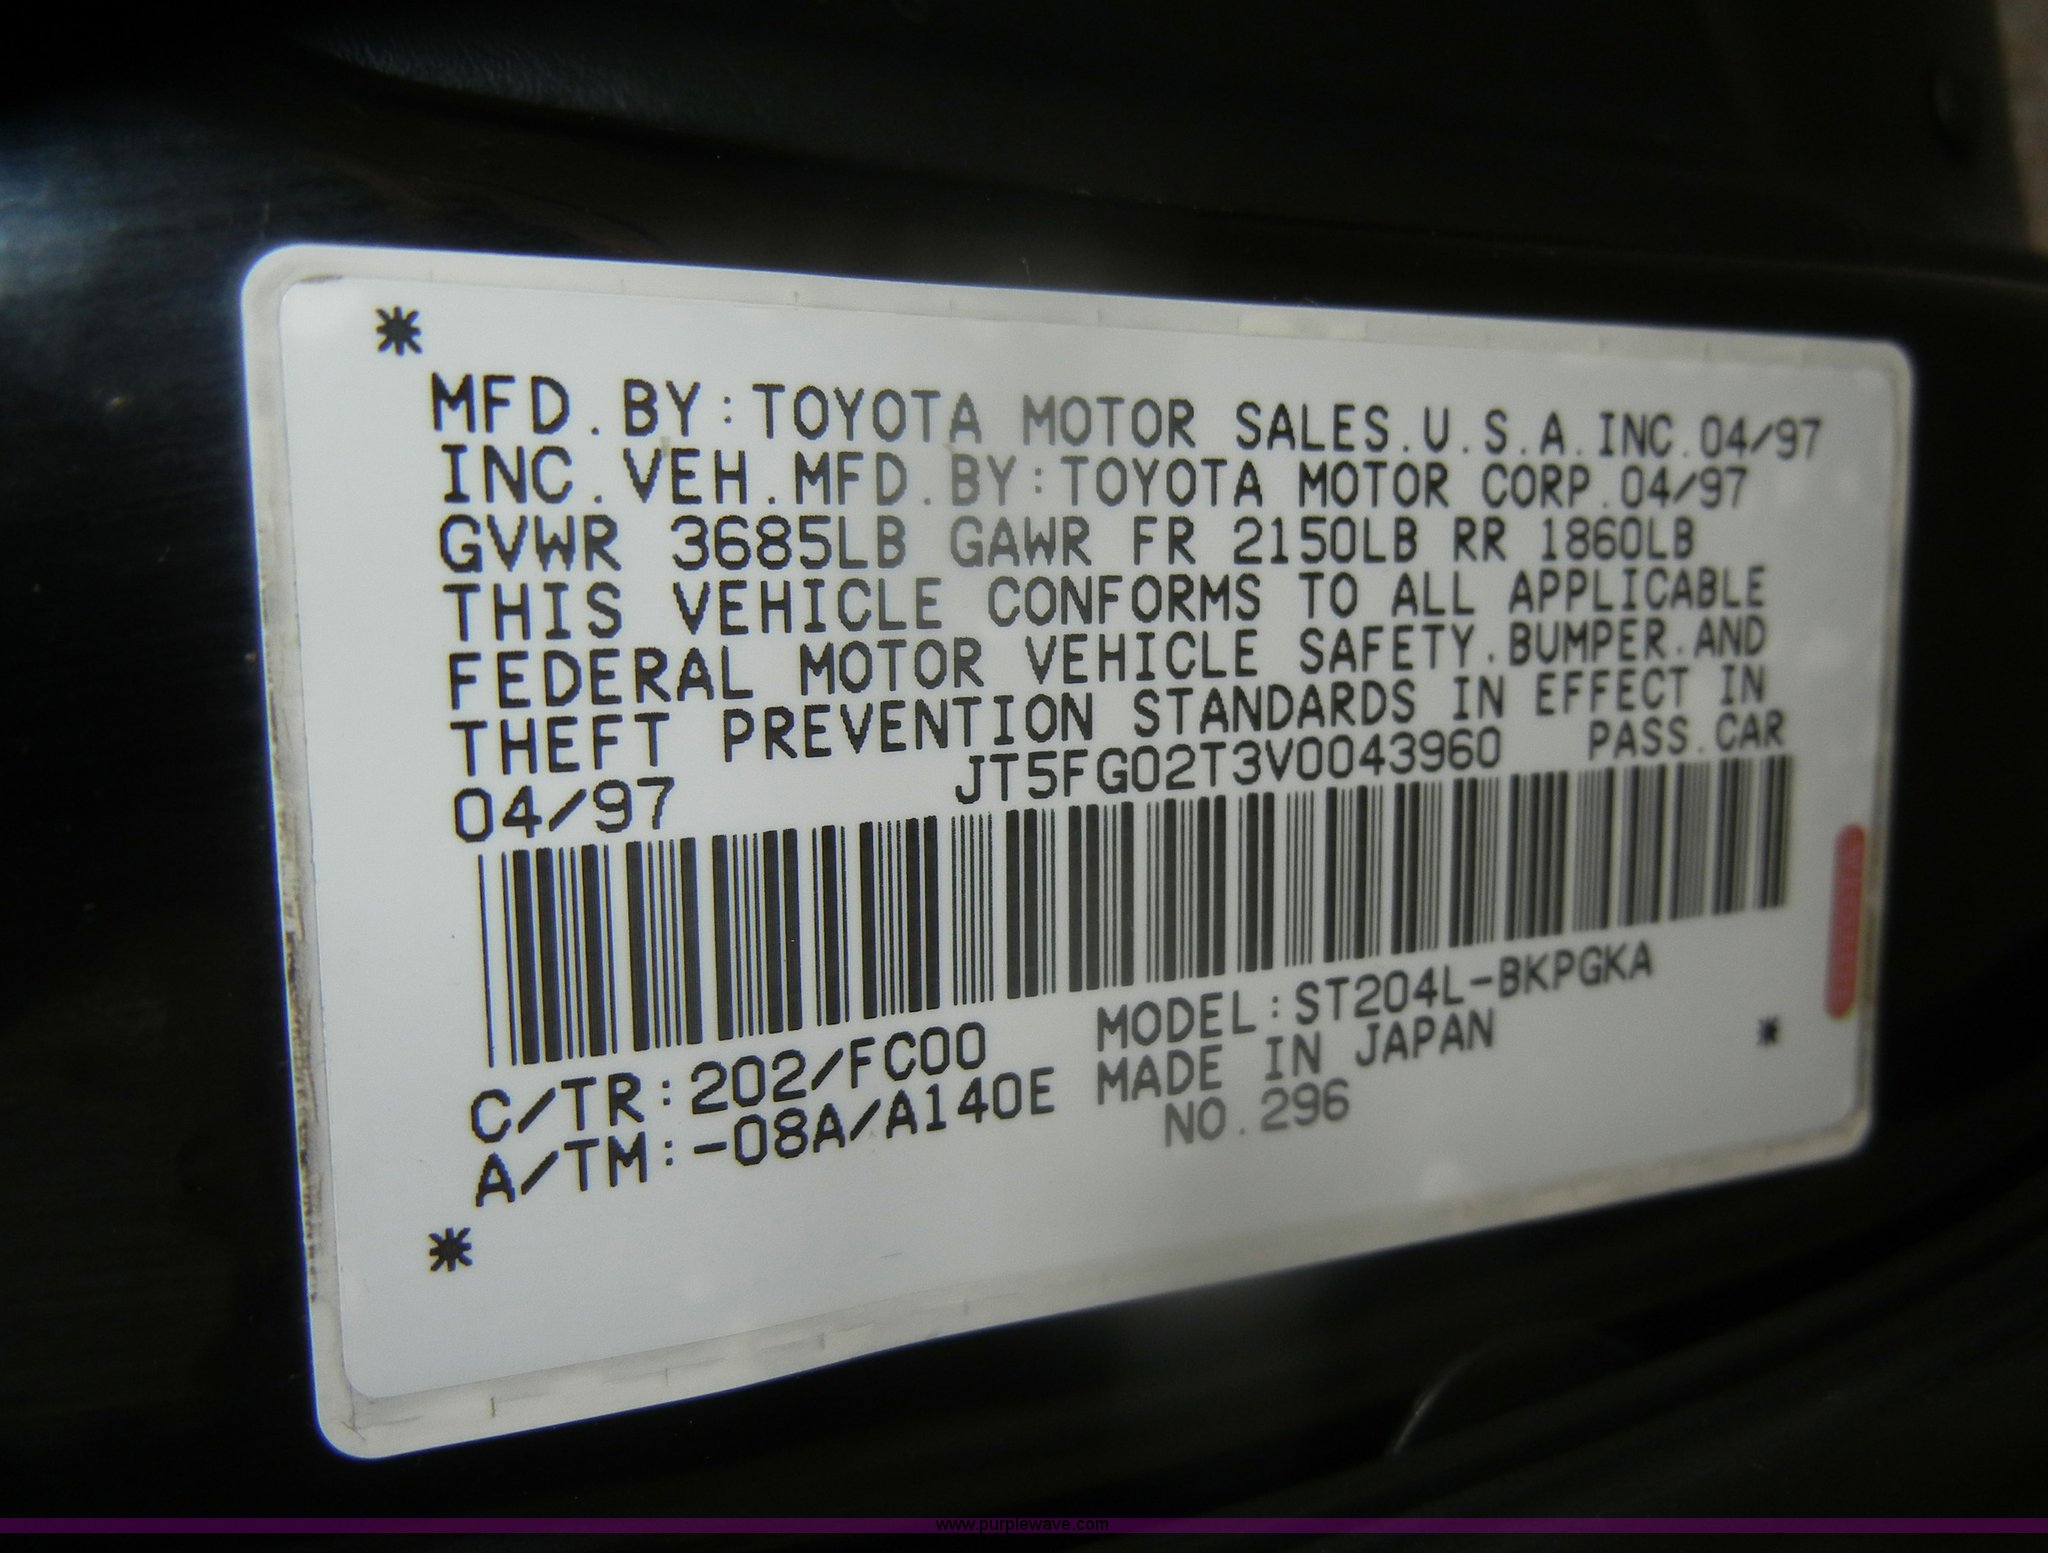 *
MFD.BY:TOYOTA MOTOR SALES.U.S.A.INC.04/97
INC.VEH.MFD.BY:TOYOTA MOTOR CORP.04/97
GVWR 3685LB GAWR FR 2150LB RR 1860LB
THIS VEHICLE CONFORMS TO ALL APPLICABLE
FEDERAL MOTOR VEHICLE SAFETY.BUMPER.AND
THEFT PREVENTION STANDARDS IN EFFECT IN
04/97 JT5FG02T3V0043960 PASS.CAR
C/TR:202/FC00 MODEL:ST204L-BKPGKA
A/TM:-08A/A140E MADE IN JAPAN *
NO.296
*
www.purplewave.com